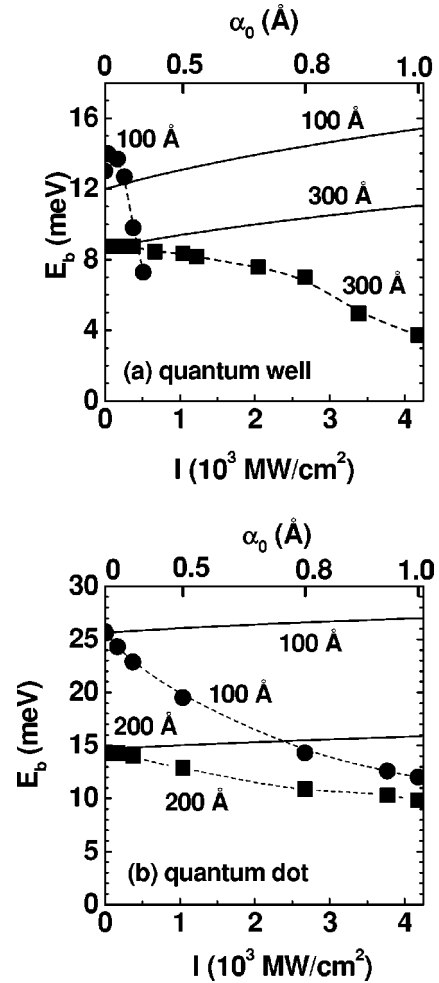 α₀ (Å)
0 0.5 0.8 1.0
16
12
8
4
0
E_b (meV)
100 Å
100 Å
300 Å
300 Å
(a) quantum well
0 1 2 3 4
I (10³ MW/cm²)
α₀ (Å)
0 0.5 0.8 1.0
30
25
20
15
10
5
0
E_b (meV)
100 Å
100 Å
200 Å
200 Å
(b) quantum dot
0 1 2 3 4
I (10³ MW/cm²)